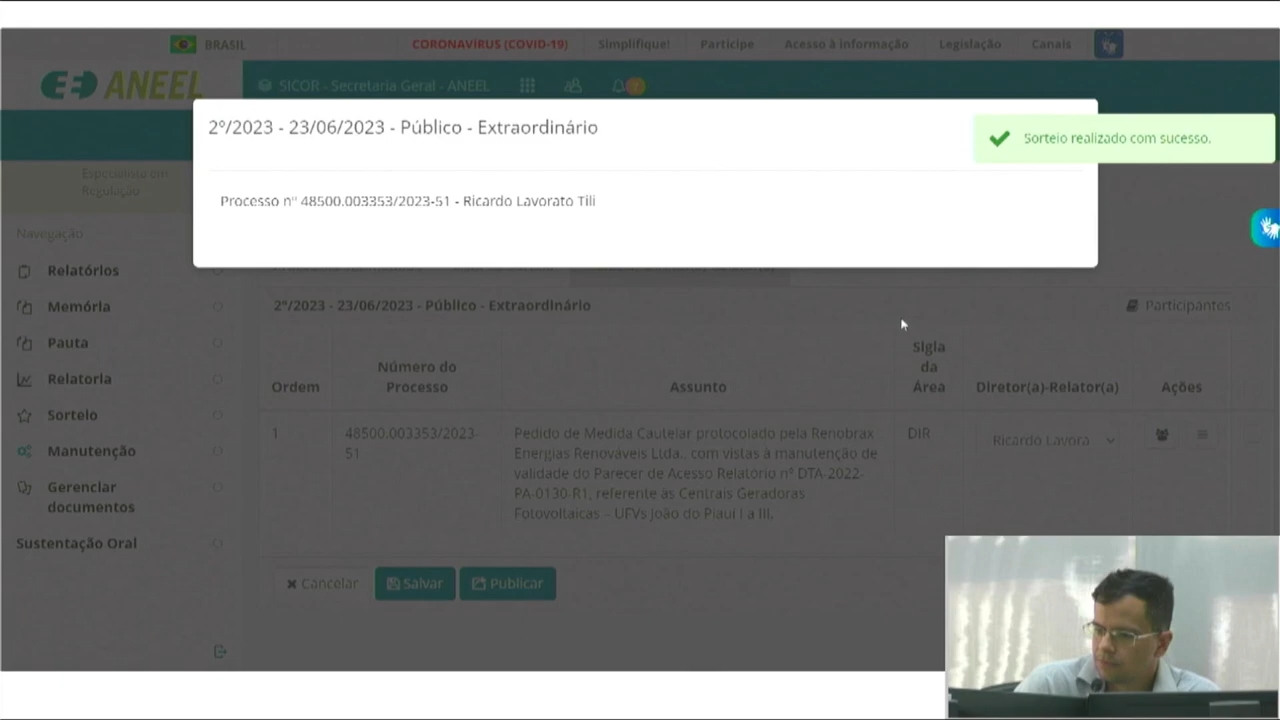 BRASIL
CORONAVÍRUS (COVID-19)
Simplifique!
Participe
Acesso à informação
Legislação
Canais
ANEEL
SICOR - Secretaria Geral - ANEEL
2º/2023 - 23/06/2023 - Público - Extraordinário
Sorteio realizado com sucesso.
Processo nº 48500.003353/2023-51 - Ricardo Lavorato Tili
Especialista em
Regulação
Navegação
Relatórios
Memória
Pauta
Relatoria
Sorteio
Manutenção
Gerenciar
documentos
Sustentação Oral
2º/2023 - 23/06/2023 - Público - Extraordinário
Participantes
Ordem
Número do
Processo
Assunto
Sigla
da
Área
Diretor(a)-Relator(a)
Ações
1
48500.003353/2023-
51
Pedido de Medida Cautelar protocolado pela Renobrax
Energias Renováveis Ltda., com vistas à manutenção de
validade do Parecer de Acesso Relatório nº DTA-2022-
PA-0130-R1, referente às Centrais Geradoras
Fotovoltaicas – UFVs João do Piauí I a III.
DIR
Ricardo Lavora
Cancelar
Salvar
Publicar